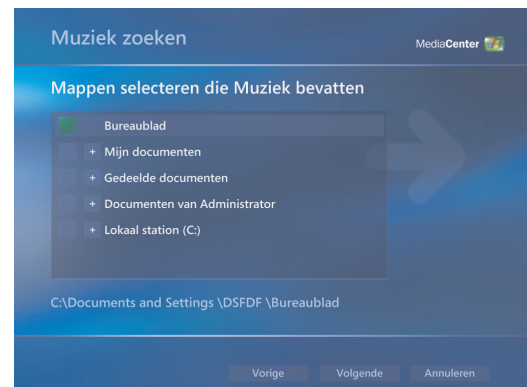 Muziek zoeken
MediaCenter
Mappen selecteren die Muziek bevatten
Bureaublad
+ Mijn documenten
+ Gedeelde documenten
+ Documenten van Administrator
+ Lokaal station (C:)
C:\Documents and Settings \DSFDF \Bureaublad
Vorige Volgende Annuleren